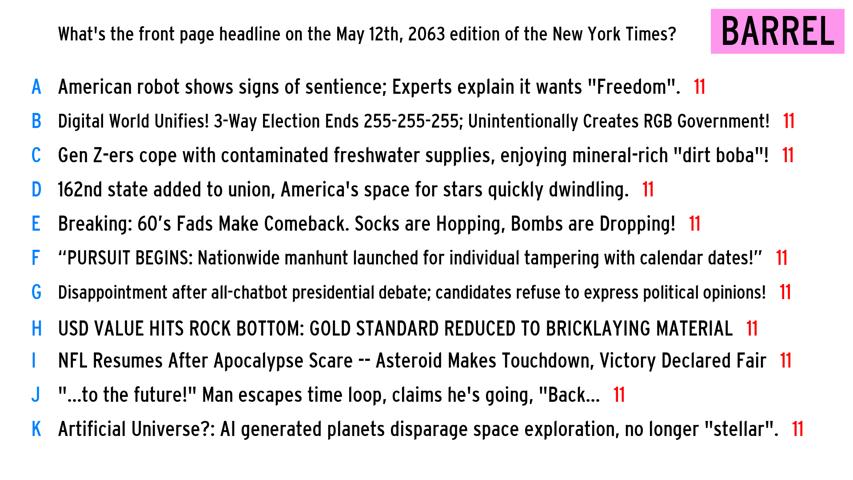 What's the front page headline on the May 12th, 2063 edition of the New York Times?
BARREL
A American robot shows signs of sentience; Experts explain it wants "Freedom". 11
B Digital World Unifies! 3-Way Election Ends 255-255-255; Unintentionally Creates RGB Government! 11
C Gen Z-ers cope with contaminated freshwater supplies, enjoying mineral-rich "dirt boba"! 11
D 162nd state added to union, America's space for stars quickly dwindling. 11
E Breaking: 60’s Fads Make Comeback. Socks are Hopping, Bombs are Dropping! 11
F “PURSUIT BEGINS: Nationwide manhunt launched for individual tampering with calendar dates!” 11
G Disappointment after all-chatbot presidential debate; candidates refuse to express political opinions! 11
H USD VALUE HITS ROCK BOTTOM: GOLD STANDARD REDUCED TO BRICKLAYING MATERIAL 11
I NFL Resumes After Apocalypse Scare -- Asteroid Makes Touchdown, Victory Declared Fair 11
J "...to the future!" Man escapes time loop, claims he's going, "Back... 11
K Artificial Universe?: AI generated planets disparage space exploration, no longer "stellar". 11